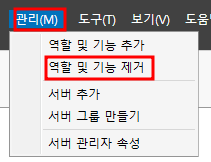 관리(M) 도구(T) 보기(V) 도움
역할 및 기능 추가
역할 및 기능 제거
서버 추가
서버 그룹 만들기
서버 관리자 속성